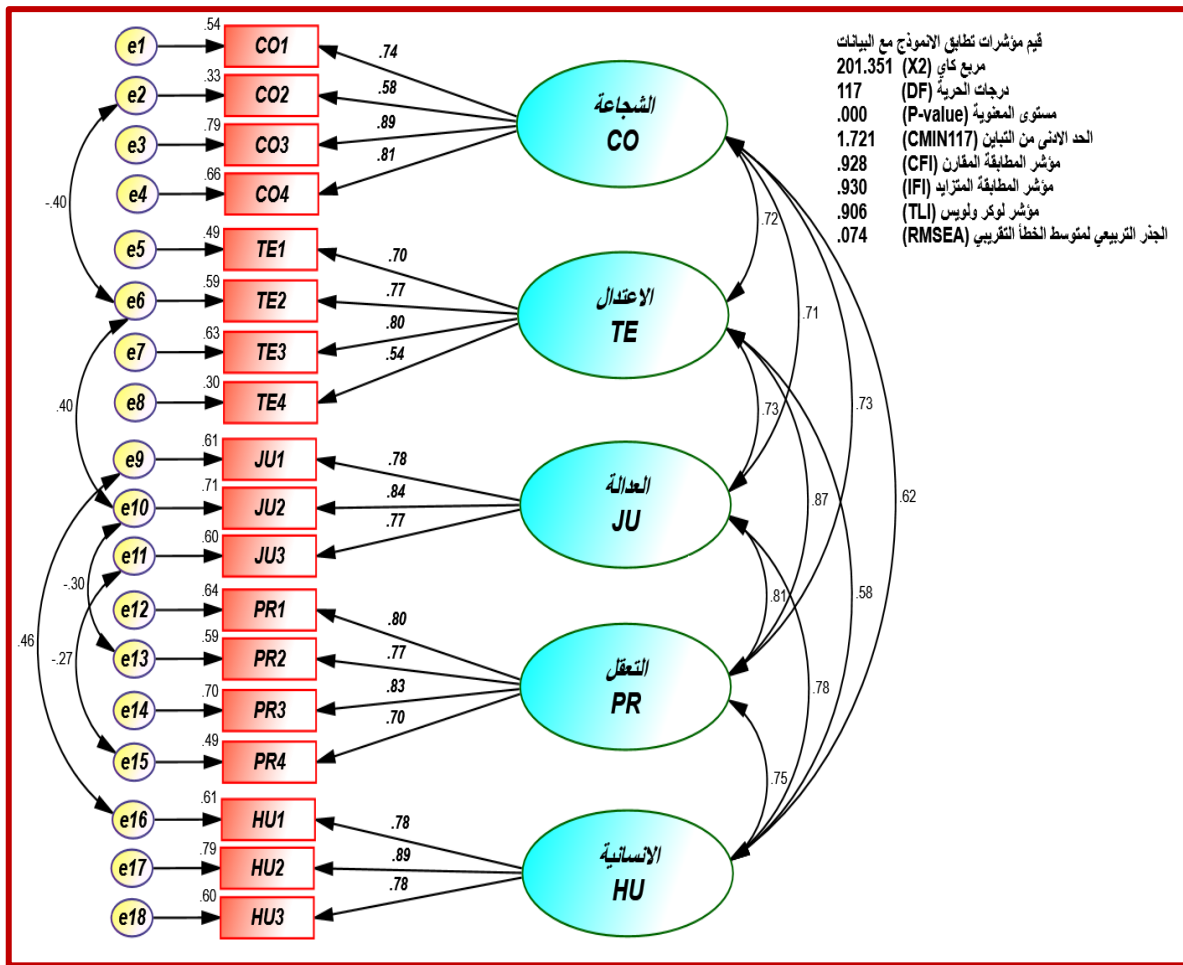 قيم مؤشرات تطابق الانموذج مع البيانات
مربع كاي (X2) 201.351
درجات الحرية (DF) 117
مستوى المعنوية (P-value) .000
الحد الادنى من التباين (CMIN117) 1.721
مؤشر المطابقة المقارن (CFI) .928
مؤشر المطابقة المتزايد (IFI) .930
مؤشر لوكر ولويس (TLI) .906
الجذر التربيعي لمتوسط الخطأ التقريبي (RMSEA) .074
e1 .54 CO1 .74
e2 .33 CO2 .58
e3 .79 CO3 .89
e4 .66 CO4 .81
الشجاعة
CO
-.40
.72
e5 .49 TE1 .70
e6 .59 TE2 .77
e7 .63 TE3 .80
e8 .30 TE4 .54
الاعتدال
TE
.71
.40
.73
.73
e9 .61 JU1 .78
e10 .71 JU2 .84
e11 .60 JU3 .77
العدالة
JU
.87
.62
-.30
e12 .64 PR1 .80
e13 .59 PR2 .77
e14 .70 PR3 .83
e15 .49 PR4 .70
التعقل
PR
.81
.58
.46
-.27
.78
.75
e16 .61 HU1 .78
e17 .79 HU2 .89
e18 .60 HU3 .78
الانسانية
HU